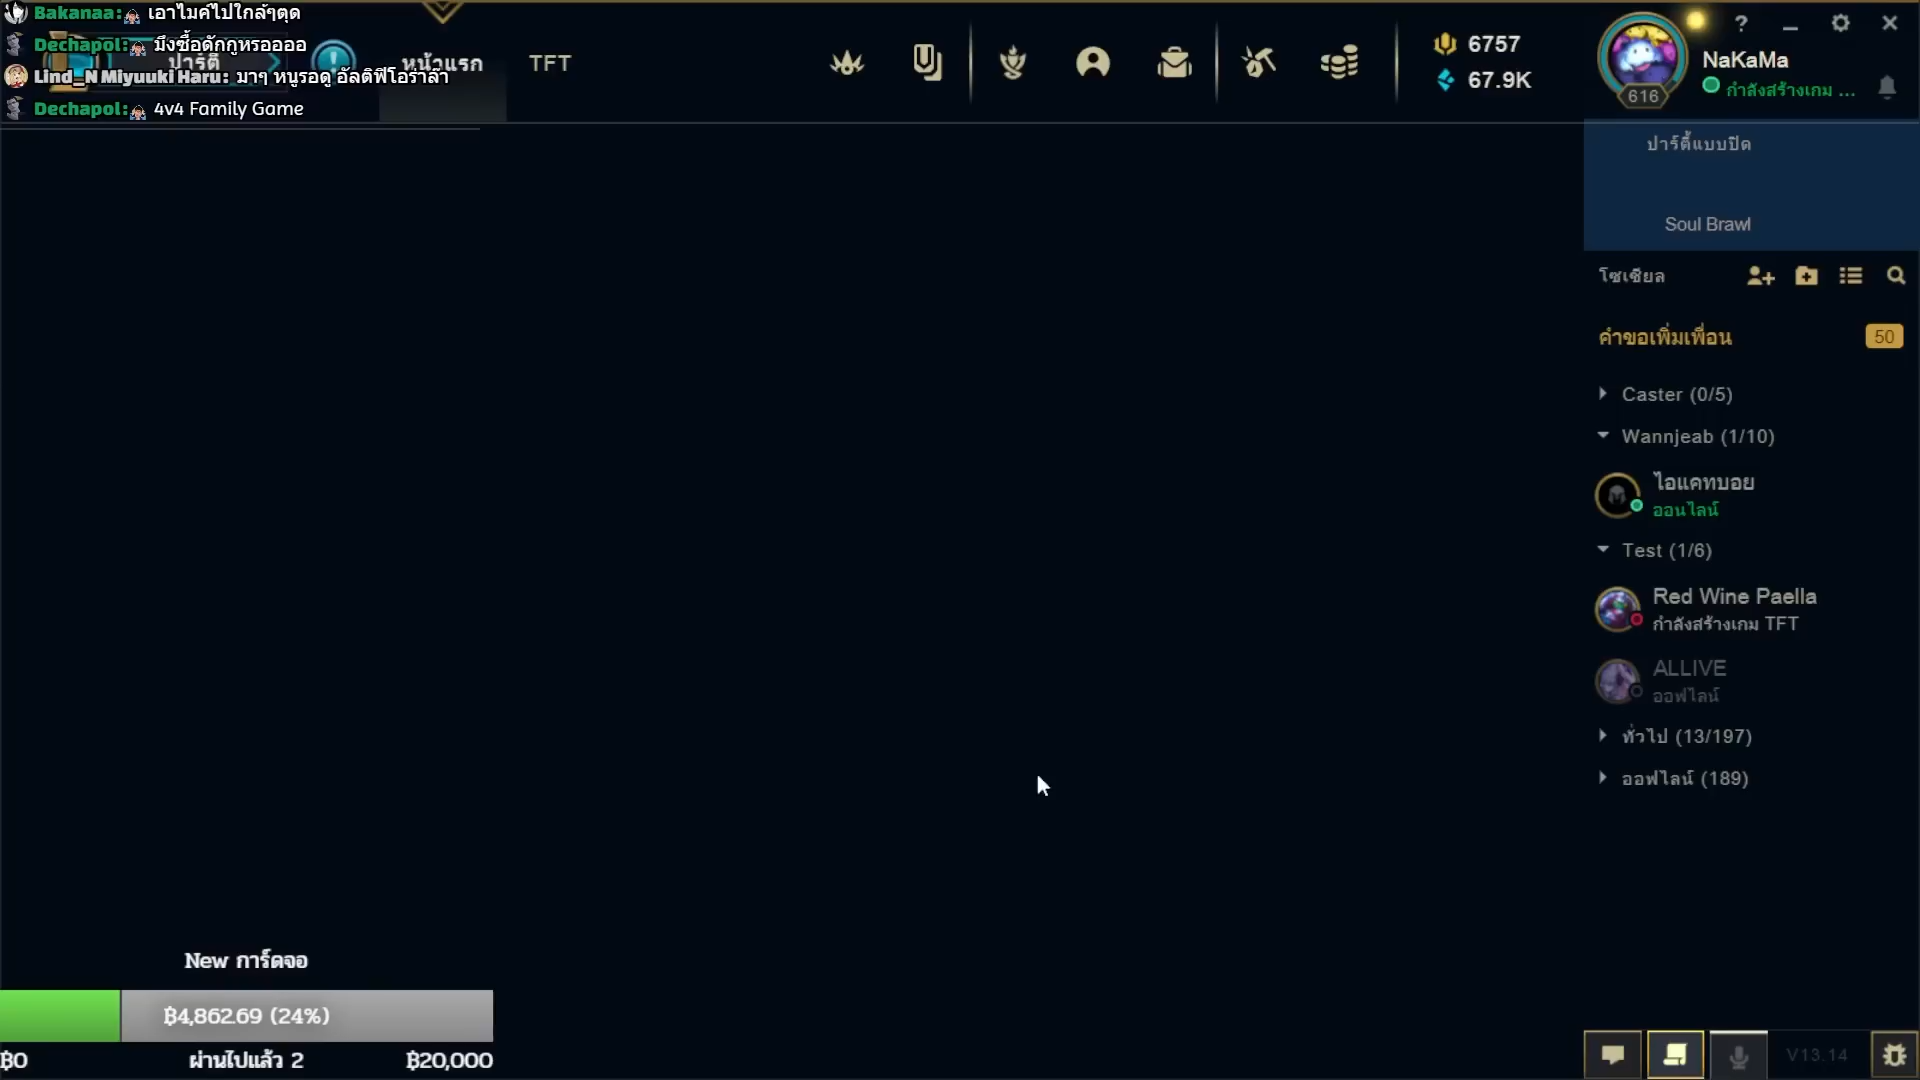 Bakanaa: เอาไมค์ไปใกล้ๆตุด
Dechapol: มึงซื้อดักกูหรอออออ
ปาร์ตี้
Lind_N Miyuuki Haru: มาๆ หนูรอดู อัลติฟิโอร่าล๊า
Dechapol: 4v4 Family Game
หน้าแรก
TFT
6757
67.9K
616
?
NaKaMa
กำลังสร้างเกม ...
ปาร์ตี้แบบปิด
Soul Brawl
โซเชียล
คำขอเพิ่มเพื่อน
50
Caster (0/5)
Wannjeab (1/10)
ไอแคทบอย
ออนไลน์
Test (1/6)
Red Wine Paella
กำลังสร้างเกม TFT
ALLIVE
ออฟไลน์
ทั่วไป (13/197)
ออฟไลน์ (189)
New การ์ดจอ
฿4,862.69 (24%)
฿0
ผ่านไปแล้ว 2
฿20,000
V13.14